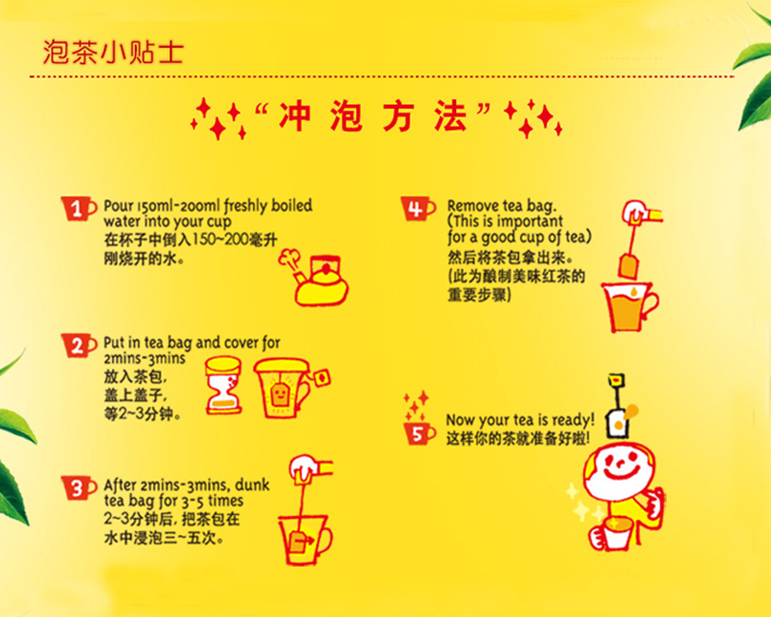 泡茶小贴士
“冲泡方法”
1
Pour 150ml-200ml freshly boiled
water into your cup
在杯子中倒入150~200毫升
刚烧开的水。
2
Put in tea bag and cover for
2mins-3mins
放入茶包,
盖上盖子,
等2~3分钟。
3
After 2mins-3mins, dunk
tea bag for 3-5 times
2~3分钟后, 把茶包在
水中浸泡三~五次。
4
Remove tea bag.
(This is important
for a good cup of tea)
然后将茶包拿出来。
(此为酿制美味红茶的
重要步骤)
5
Now your tea is ready!
这样你的茶就准备好啦!